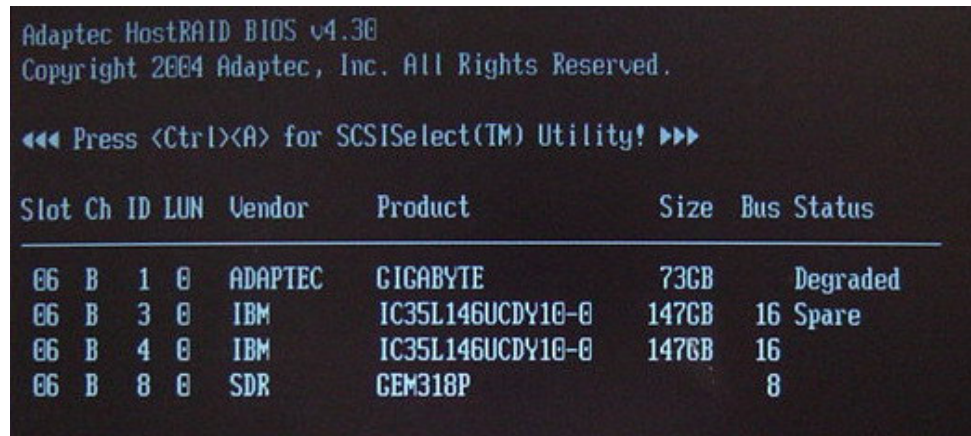 Adaptec HostRAID BIOS v4.30
Copyright 2004 Adaptec, Inc. All Rights Reserved.
◄◄◄ Press <Ctrl><A> for SCSISelect(TM) Utility! ►►►
Slot Ch ID LUN Vendor Product Size Bus Status
06 B 1 0 ADAPTEC GIGABYTE 73GB Degraded
06 B 3 0 IBM IC35L146UCDY10-0 147GB 16 Spare
06 B 4 0 IBM IC35L146UCDY10-0 147GB 16
06 B 8 0 SDR GEM318P 8